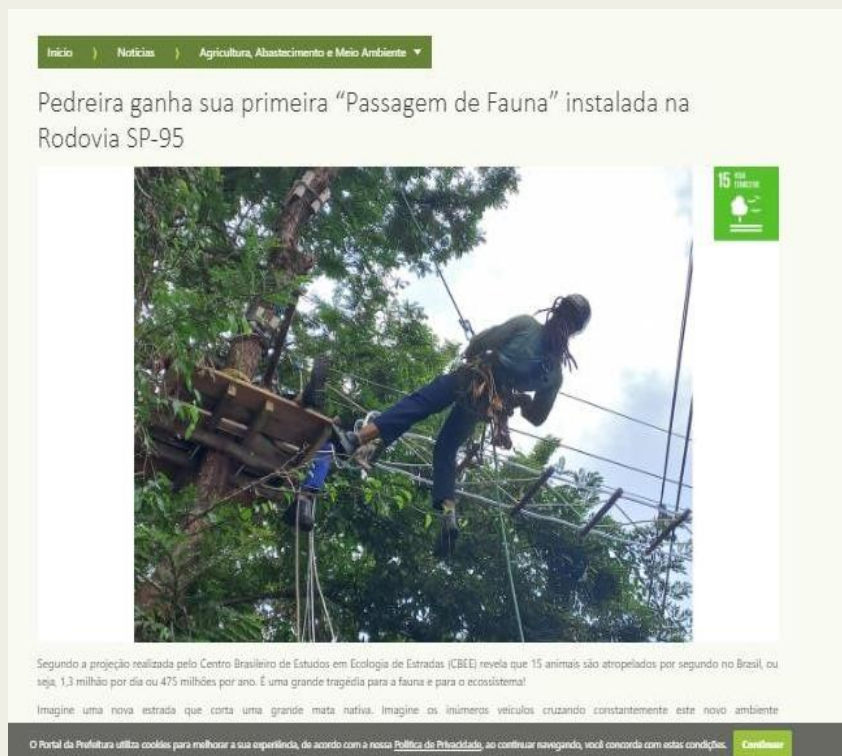 Início ⟩ Notícias ⟩ Agricultura, Abastecimento e Meio Ambiente
Pedreira ganha sua primeira “Passagem de Fauna” instalada na
Rodovia SP-95
15 VIDA
TERRESTRE
Segundo a projeção realizada pelo Centro Brasileiro de Estudos em Ecologia de Estradas (CBEE) revela que 15 animais são atropelados por segundo no Brasil, ou
seja, 1,3 milhão por dia ou 475 milhões por ano. É uma grande tragédia para a fauna e para o ecossistema!
Imagine uma nova estrada que corta uma grande mata nativa. Imagine os inúmeros veículos cruzando constantemente este novo ambiente
O Portal da Prefeitura utiliza cookies para melhorar a sua experiência, de acordo com a nossa Política de Privacidade, ao continuar navegando, você concorda com estas condições. Continuar